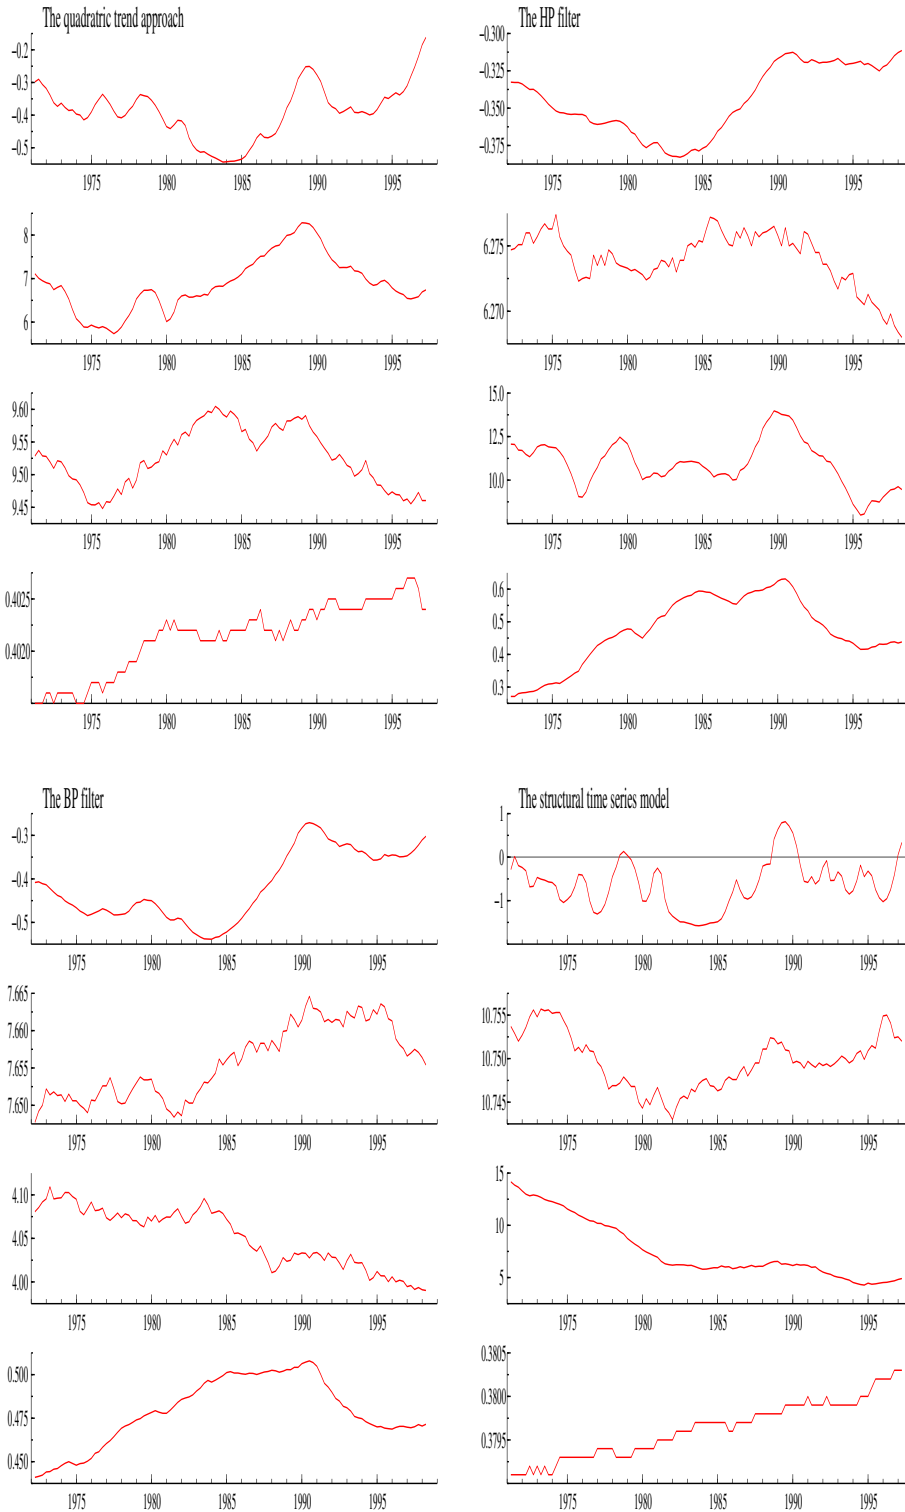 The quadratric trend approach
−0.2
−0.3
−0.4
−0.5
1975 1980 1985 1990 1995
The HP filter
−0.300
−0.325
−0.350
−0.375
1975 1980 1985 1990 1995
8
7
6
1975 1980 1985 1990 1995
6.275
6.270
1975 1980 1985 1990 1995
9.60
9.55
9.50
9.45
1975 1980 1985 1990 1995
15.0
12.5
10.0
1975 1980 1985 1990 1995
0.4025
0.4020
1975 1980 1985 1990 1995
0.6
0.5
0.4
0.3
1975 1980 1985 1990 1995
The BP filter
−0.3
−0.4
−0.5
1975 1980 1985 1990 1995
The structural time series model
1
0
−1
1975 1980 1985 1990 1995
7.665
7.660
7.655
7.650
1975 1980 1985 1990 1995
10.755
10.750
10.745
1975 1980 1985 1990 1995
4.10
4.05
4.00
1975 1980 1985 1990 1995
15
10
5
1975 1980 1985 1990 1995
0.500
0.475
0.450
1975 1980 1985 1990 1995
0.3805
0.3800
0.3795
1975 1980 1985 1990 1995